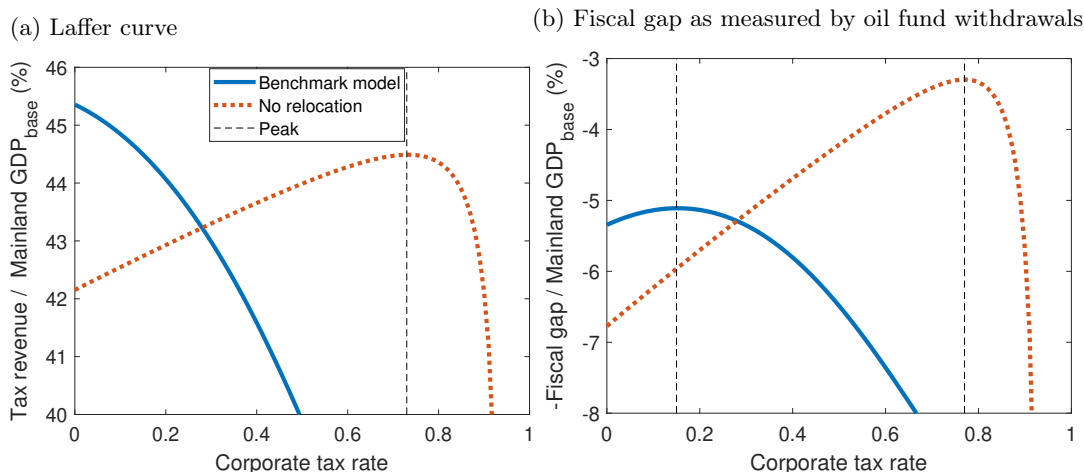 (a) Laffer curve
Tax revenue / Mainland GDP_base (%)
46
45
44
43
42
41
40
Benchmark model
No relocation
Peak
0
0.2
0.4
0.6
0.8
1
Corporate tax rate
(b) Fiscal gap as measured by oil fund withdrawals
-Fiscal gap / Mainland GDP_base (%)
-3
-4
-5
-6
-7
-8
0
0.2
0.4
0.6
0.8
1
Corporate tax rate